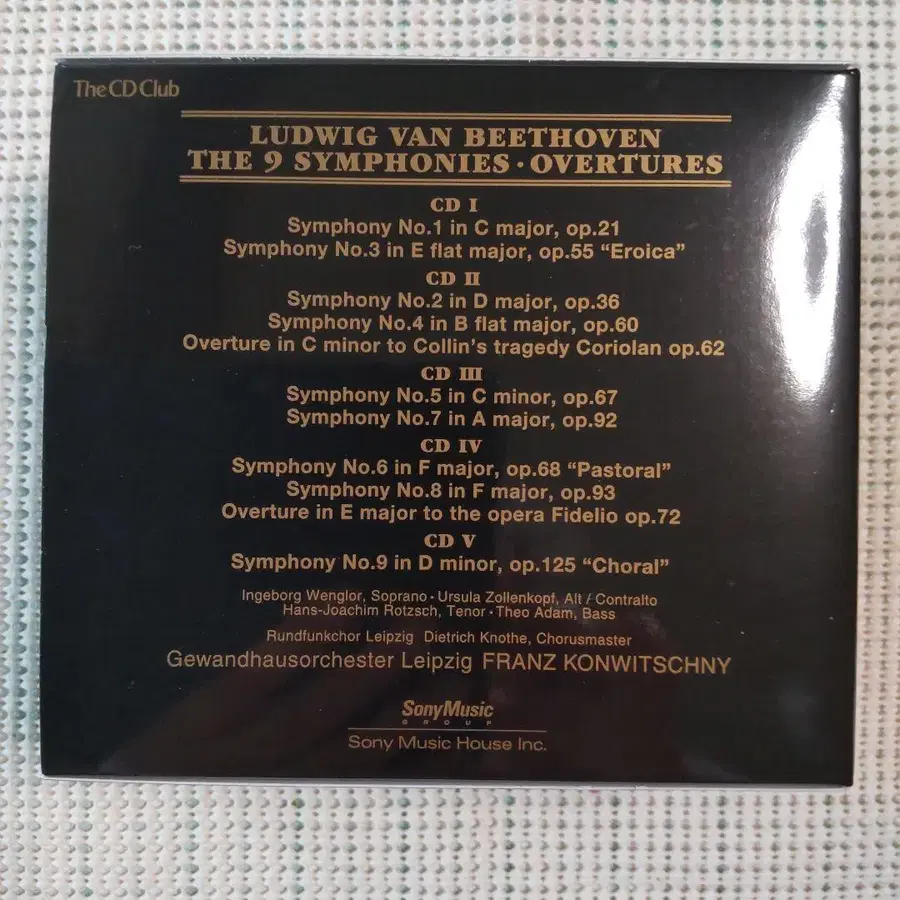 The CD Club
LUDWIG VAN BEETHOVEN
THE 9 SYMPHONIES · OVERTURES
CD I
Symphony No.1 in C major, op.21
Symphony No.3 in E flat major, op.55 “Eroica”
CD II
Symphony No.2 in D major, op.36
Symphony No.4 in B flat major, op.60
Overture in C minor to Collin's tragedy Coriolan op.62
CD III
Symphony No.5 in C minor, op.67
Symphony No.7 in A major, op.92
CD IV
Symphony No.6 in F major, op.68 “Pastoral”
Symphony No.8 in F major, op.93
Overture in E major to the opera Fidelio op.72
CD V
Symphony No.9 in D minor, op.125 “Choral”
Ingeborg Wenglor, Soprano · Ursula Zollenkopf, Alt / Contralto
Hans-Joachim Rotzsch, Tenor · Theo Adam, Bass
Rundfunkchor Leipzig Dietrich Knothe, Chorusmaster
Gewandhausorchester Leipzig FRANZ KONWITSCHNY
SonyMusic
GROUP
Sony Music House Inc.